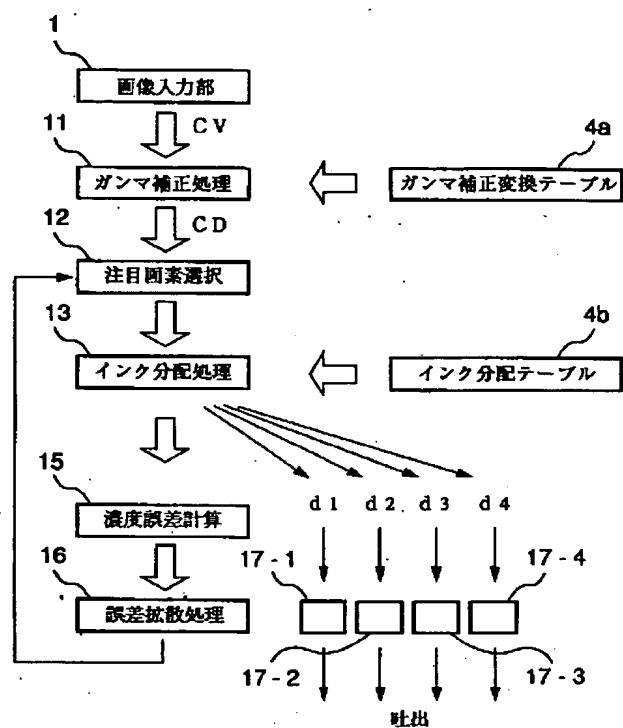 1
画像入力部
CV
11
ガンマ補正処理
4a
ガンマ補正変換テーブル
CD
12
注目画素選択
13
インク分配処理
4b
インク分配テーブル
15
濃度誤差計算
d1 d2 d3 d4
16
誤差拡散処理
17-1
17-4
17-2
17-3
吐出